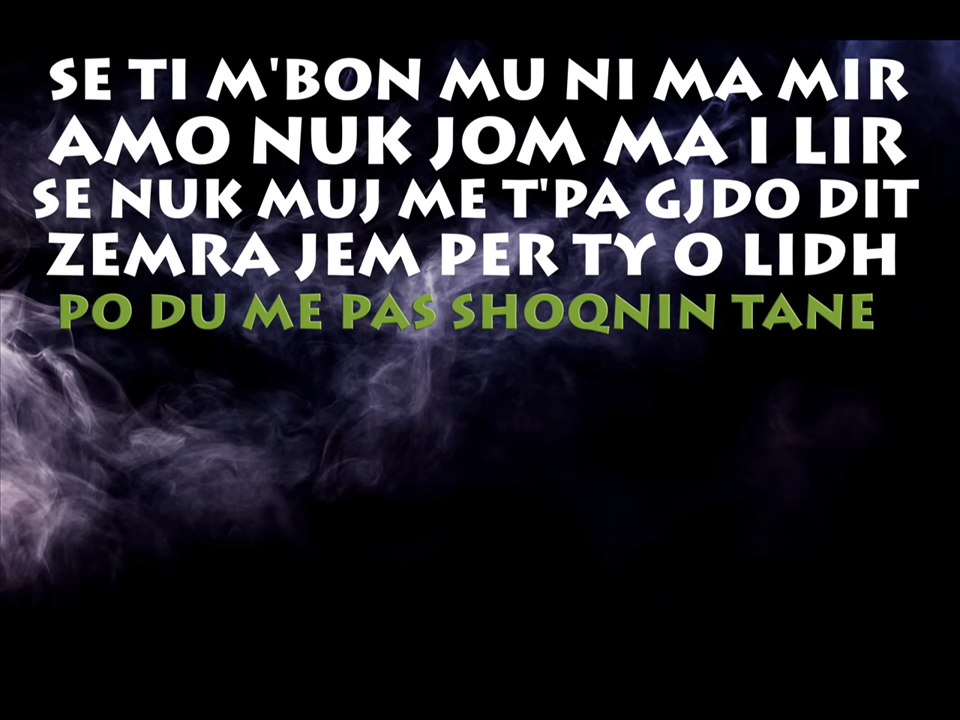 SE TI M'BON MU NI MA MIR
AMO NUK JOM MA I LIR
SE NUK MUJ ME T'PA GJDO DIT
ZEMRA JEM PER TY O LIDH
PO DU ME PAS SHOQNIN TANE